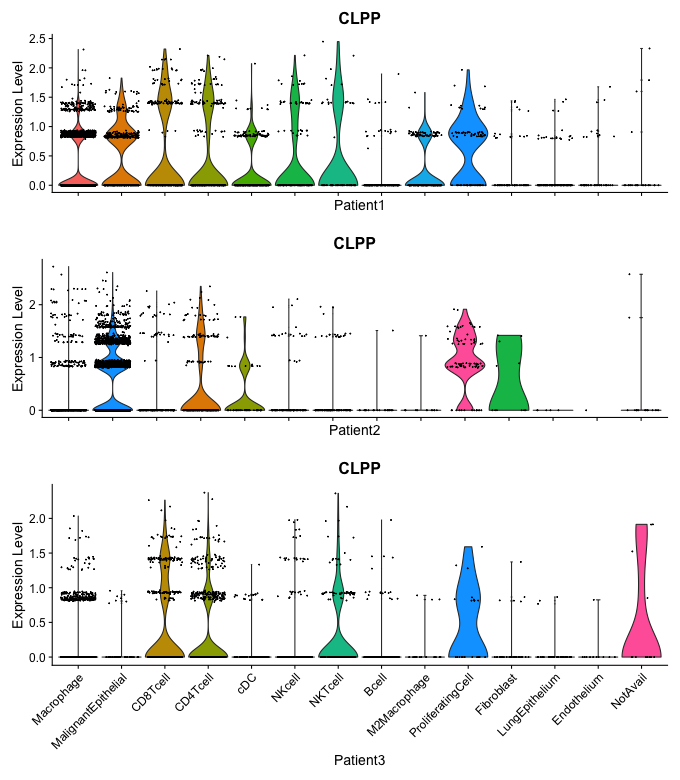 CLPP
Expression Level
2.5
2.0
1.5
1.0
0.5
0.0
Patient1
CLPP
Expression Level
2
1
0
Patient2
CLPP
Expression Level
2.0
1.5
1.0
0.5
0.0
Macrophage
MalignantEpithelial
CD8Tcell
CD4Tcell
cDC
NKcell
NKTcell
Bcell
M2Macrophage
ProliferatingCell
Fibroblast
LungEpithelium
Endothelium
NotAvail
Patient3